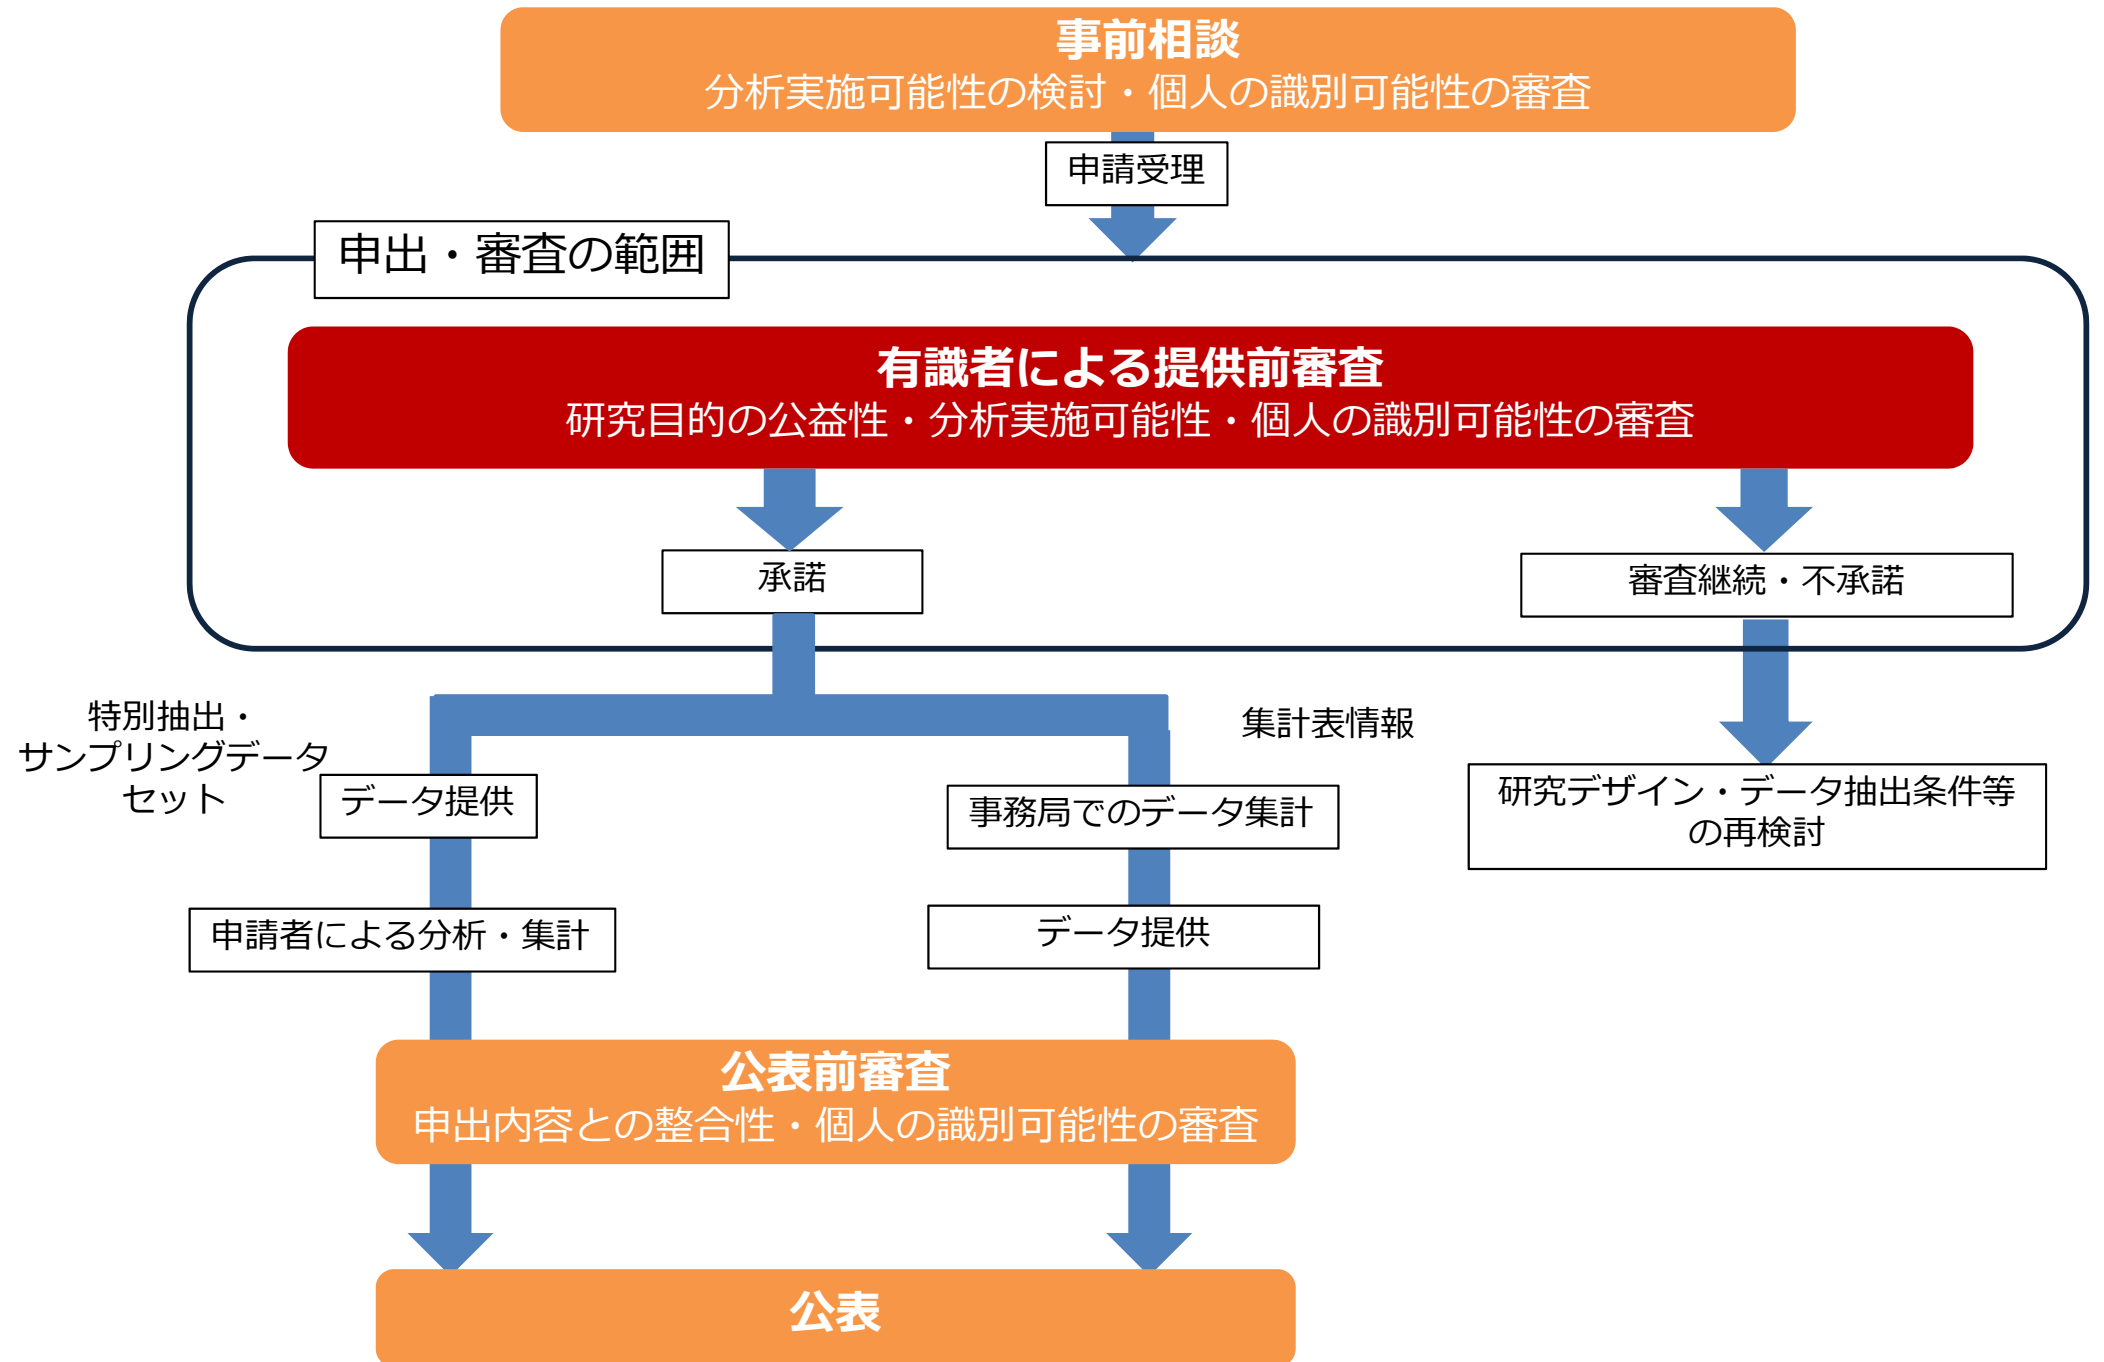 事前相談
分析実施可能性の検討・個人の識別可能性の審査
申請受理
申出・審査の範囲
有識者による提供前審査
研究目的の公益性・分析実施可能性・個人の識別可能性の審査
承諾
審査継続・不承諾
特別抽出・
サンプリングデータ
セット
集計表情報
データ提供
事務局でのデータ集計
研究デザイン・データ抽出条件等
の再検討
申請者による分析・集計
データ提供
公表前審査
申出内容との整合性・個人の識別可能性の審査
公表